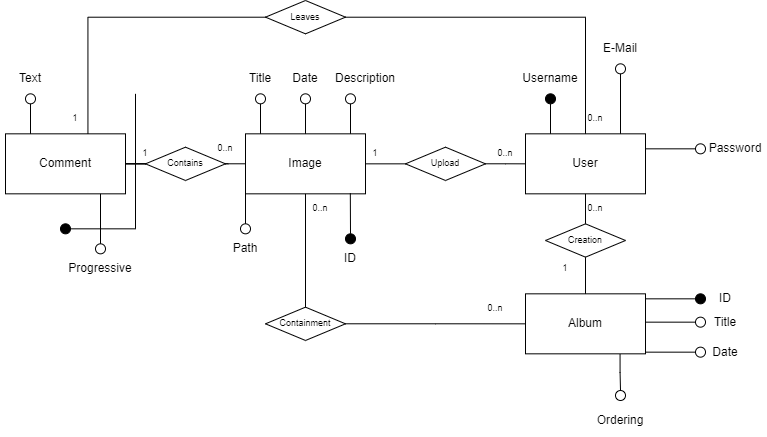 Leaves
E-Mail
Text
Title
Date
Description
Username
1
0..n
Comment
1
Contains
0..n
Image
1
Upload
0..n
User
Password
0..n
0..n
Path
ID
Creation
Progressive
1
ID
0..n
Containment
Album
Title
Date
Ordering